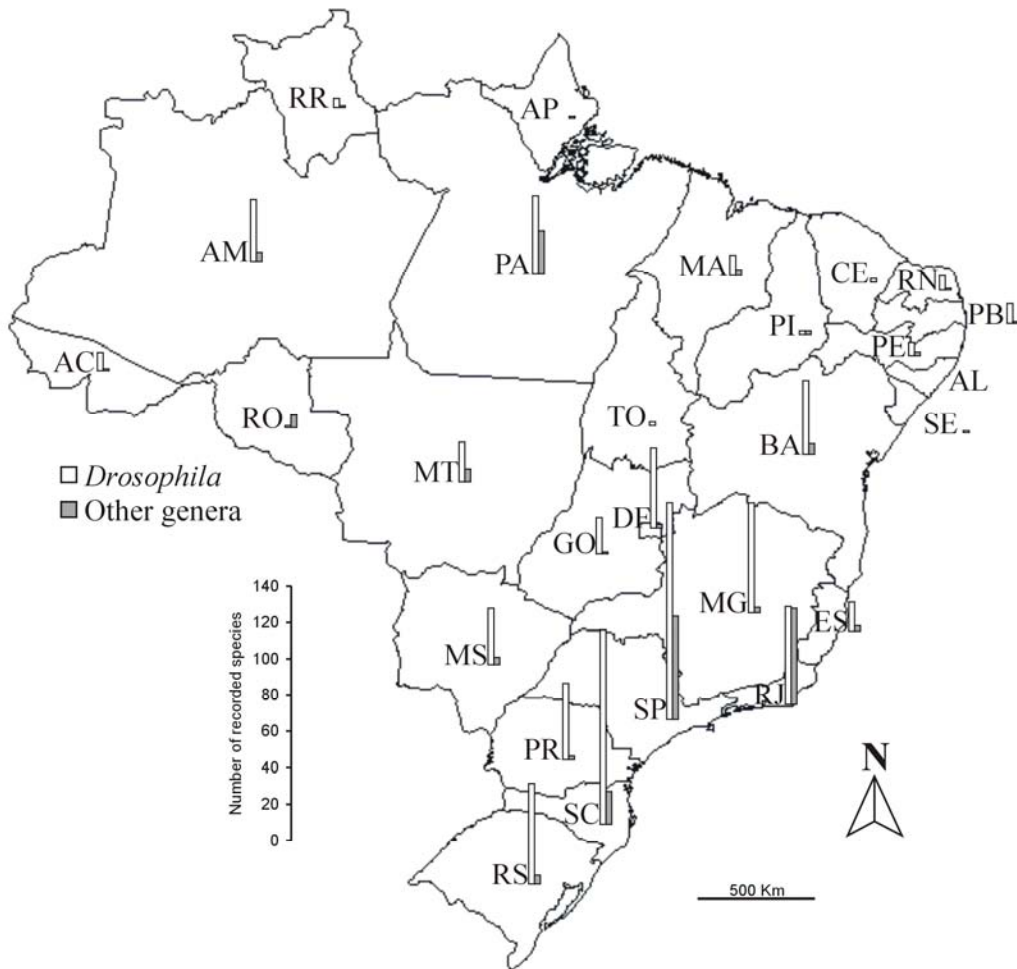 RR
AP
AM
PA
MA
CE
RN
PB
PI
PE
AC
AL
RO
TO
SE
BA
MT
Drosophila
Other genera
DF
GO
MG
ES
MS
SP
RJ
PR
SC
RS
N
140
120
100
80
60
40
20
0
Number of recorded species
500 Km